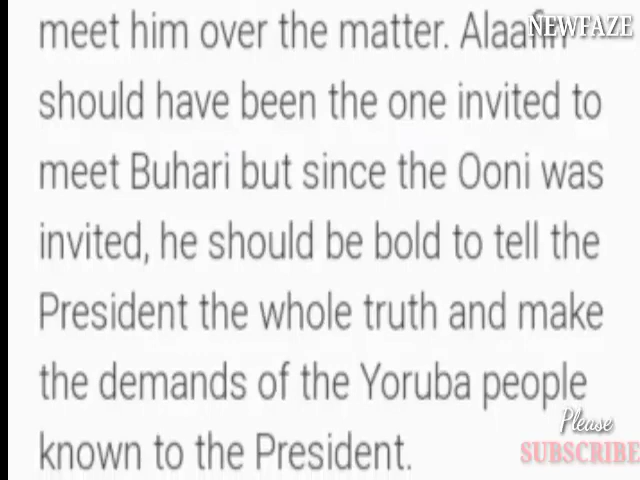 meet him over the matter. Alaafin
NEWFAZE
should have been the one invited to
meet Buhari but since the Ooni was
invited, he should be bold to tell the
President the whole truth and make
the demands of the Yoruba people
known to the President.
Please
SUBSCRIBE